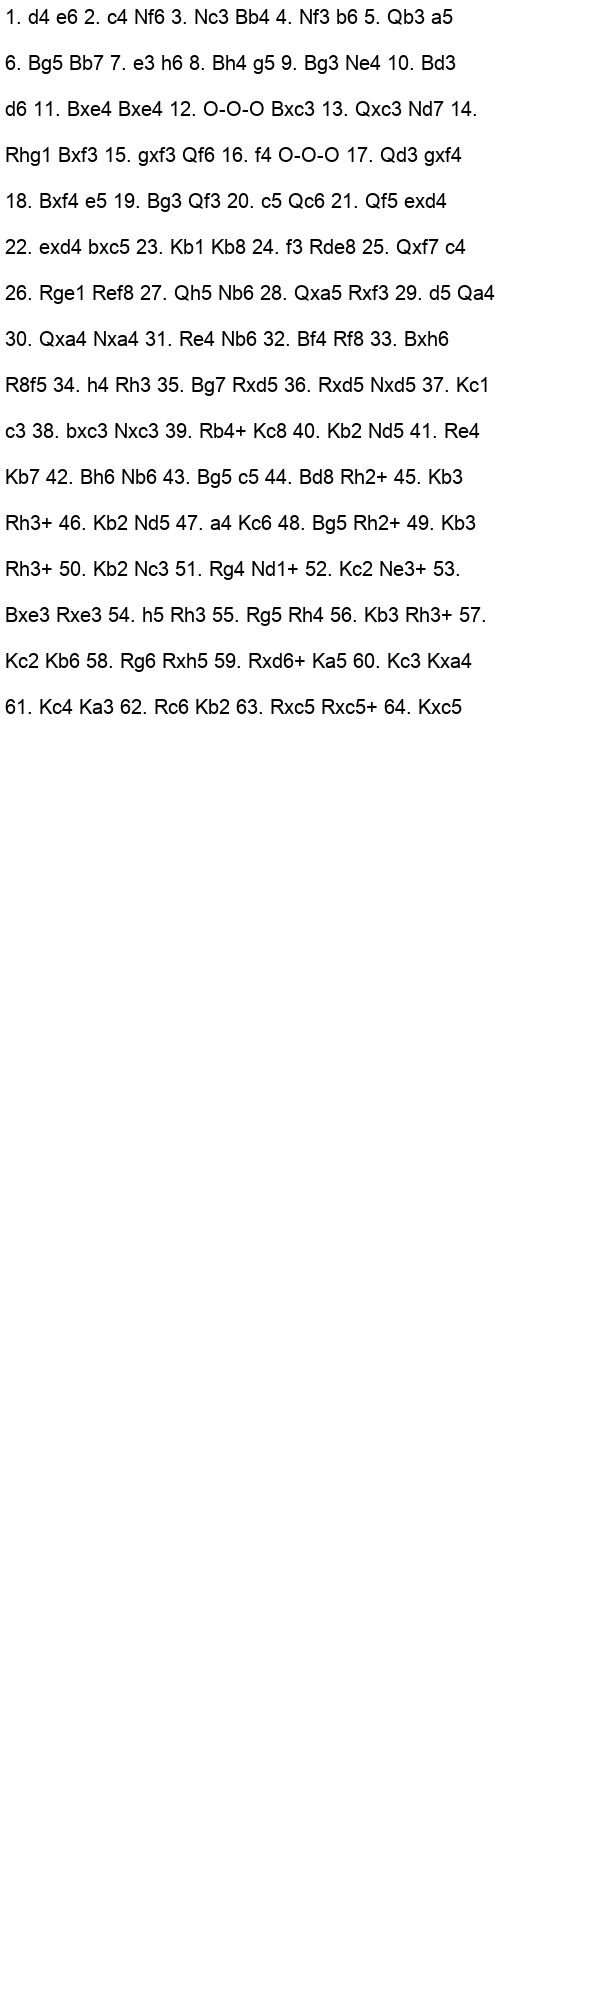 1. d4 e6 2. c4 Nf6 3. Nc3 Bb4 4. Nf3 b6 5. Qb3 a5
6. Bg5 Bb7 7. e3 h6 8. Bh4 g5 9. Bg3 Ne4 10. Bd3
d6 11. Bxe4 Bxe4 12. O-O-O Bxc3 13. Qxc3 Nd7 14.
Rhg1 Bxf3 15. gxf3 Qf6 16. f4 O-O-O 17. Qd3 gxf4
18. Bxf4 e5 19. Bg3 Qf3 20. c5 Qc6 21. Qf5 exd4
22. exd4 bxc5 23. Kb1 Kb8 24. f3 Rde8 25. Qxf7 c4
26. Rge1 Ref8 27. Qh5 Nb6 28. Qxa5 Rxf3 29. d5 Qa4
30. Qxa4 Nxa4 31. Re4 Nb6 32. Bf4 Rf8 33. Bxh6
R8f5 34. h4 Rh3 35. Bg7 Rxd5 36. Rxd5 Nxd5 37. Kc1
c3 38. bxc3 Nxc3 39. Rb4+ Kc8 40. Kb2 Nd5 41. Re4
Kb7 42. Bh6 Nb6 43. Bg5 c5 44. Bd8 Rh2+ 45. Kb3
Rh3+ 46. Kb2 Nd5 47. a4 Kc6 48. Bg5 Rh2+ 49. Kb3
Rh3+ 50. Kb2 Nc3 51. Rg4 Nd1+ 52. Kc2 Ne3+ 53.
Bxe3 Rxe3 54. h5 Rh3 55. Rg5 Rh4 56. Kb3 Rh3+ 57.
Kc2 Kb6 58. Rg6 Rxh5 59. Rxd6+ Ka5 60. Kc3 Kxa4
61. Kc4 Ka3 62. Rc6 Kb2 63. Rxc5 Rxc5+ 64. Kxc5